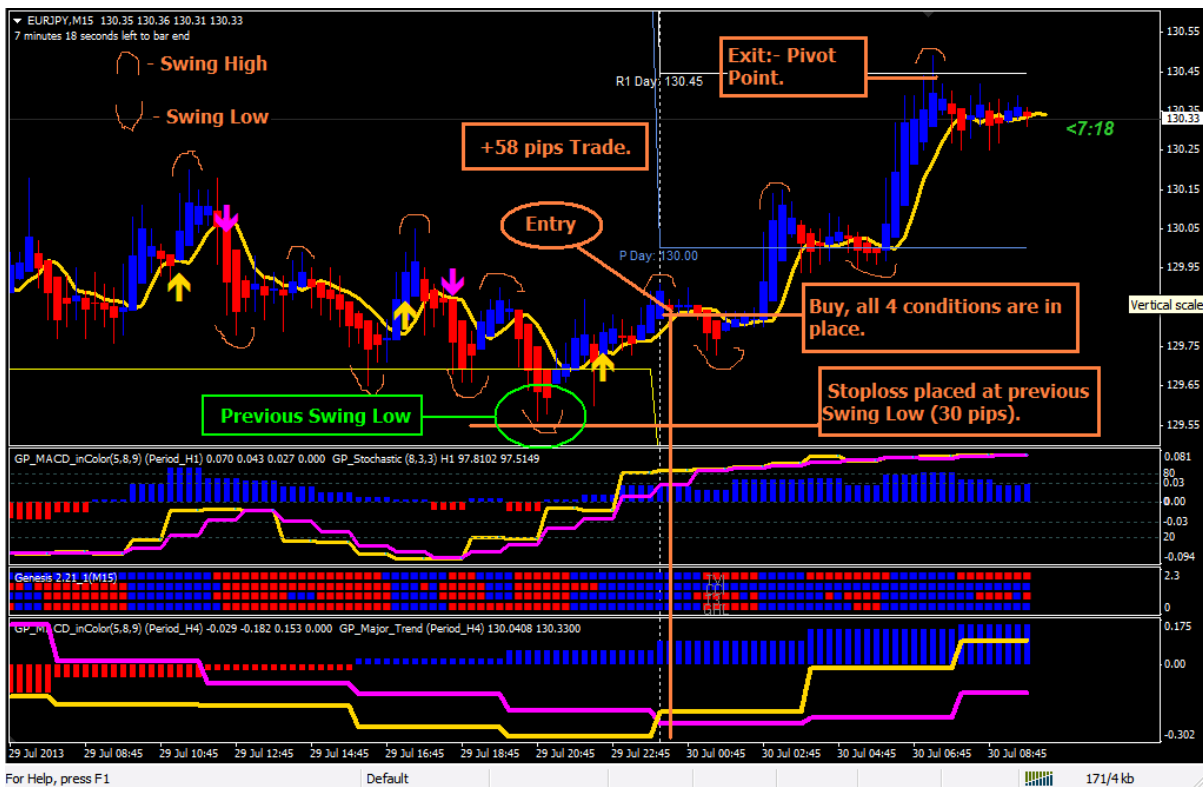 EURJPY,M15 130.35 130.36 130.31 130.33
7 minutes 18 seconds left to bar end
- Swing High
- Swing Low
+58 pips Trade.
Entry
R1 Day: 130.45
P Day: 130.00
Exit:- Pivot
Point.
<7:18
Buy, all 4 conditions are in
place.
Previous Swing Low
Stoploss placed at previous
Swing Low (30 pips).
130.55
130.45
130.35
130.33
130.25
130.15
130.05
129.95
Vertical scale
129.75
129.65
129.55
GP_MACD_inColor(5,8,9) (Period_H1) 0.070 0.043 0.027 0.000 GP_Stochastic (8,3,3) H1 97.8102 97.5149
0.081
80
0.03
0.00
-0.03
20
-0.094
Genesis 2.21_1(M15)
2.3
0
GP_MACD_inColor(5,8,9) (Period_H4) -0.029 -0.182 0.153 0.000 GP_Major_Trend (Period_H4) 130.0408 130.3300
0.175
0.00
-0.302
29 Jul 2013 29 Jul 08:45 29 Jul 10:45 29 Jul 12:45 29 Jul 14:45 29 Jul 16:45 29 Jul 18:45 29 Jul 20:45 29 Jul 22:45 30 Jul 00:45 30 Jul 02:45 30 Jul 04:45 30 Jul 06:45 30 Jul 08:45
For Help, press F1 Default 171/4 kb